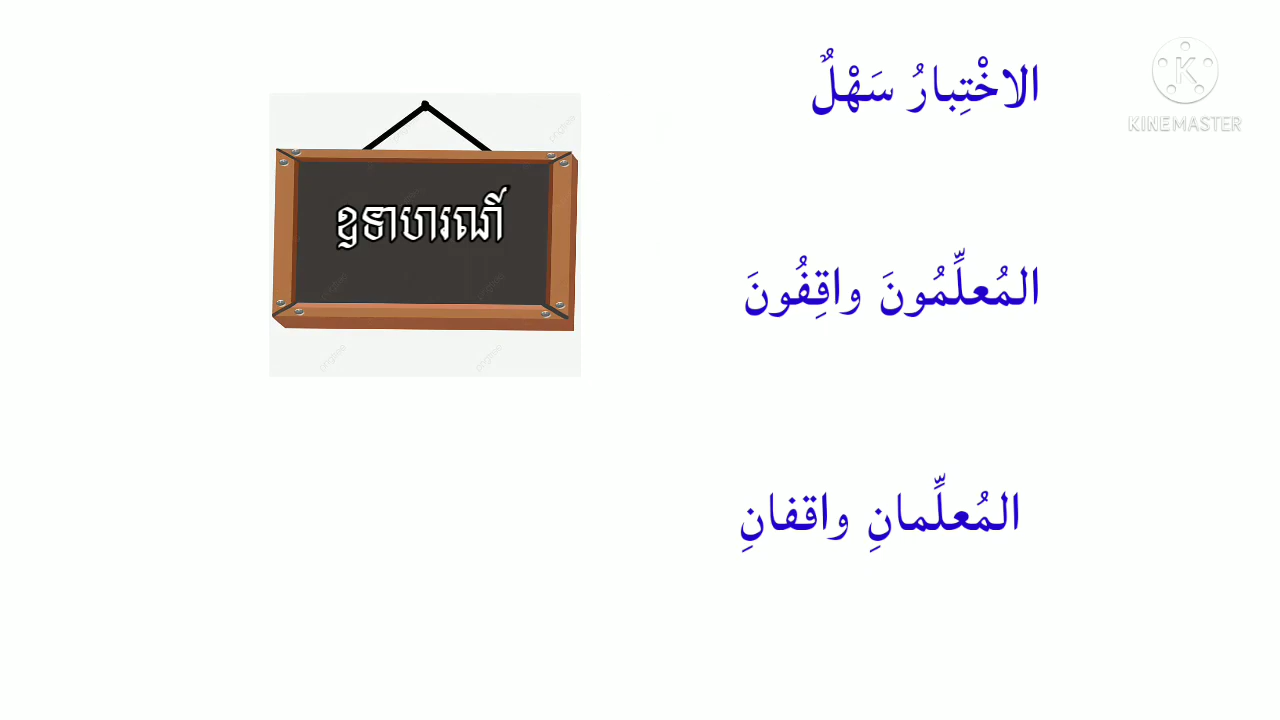 الاخْتِبارُ سَهْلٌ
KINEMASTER
ឧទាហរណ៍
المُعلِّمُونَ واقِفُونَ
المُعلِّمانِ واقفانِ